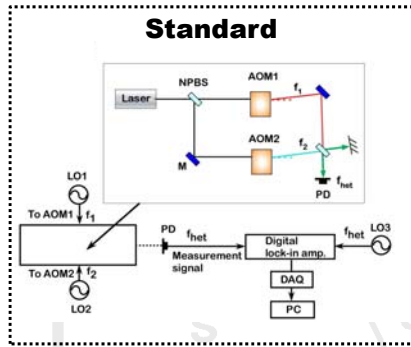 Standard
NPBS
AOM1
f1
Laser
AOM2
f2
M
PD
fhet
LO1
To AOM1 f1
PD
fhet
Measurement
signal
Digital
lock-in amp.
fhet
LO3
To AOM2 f2
LO2
DAQ
PC